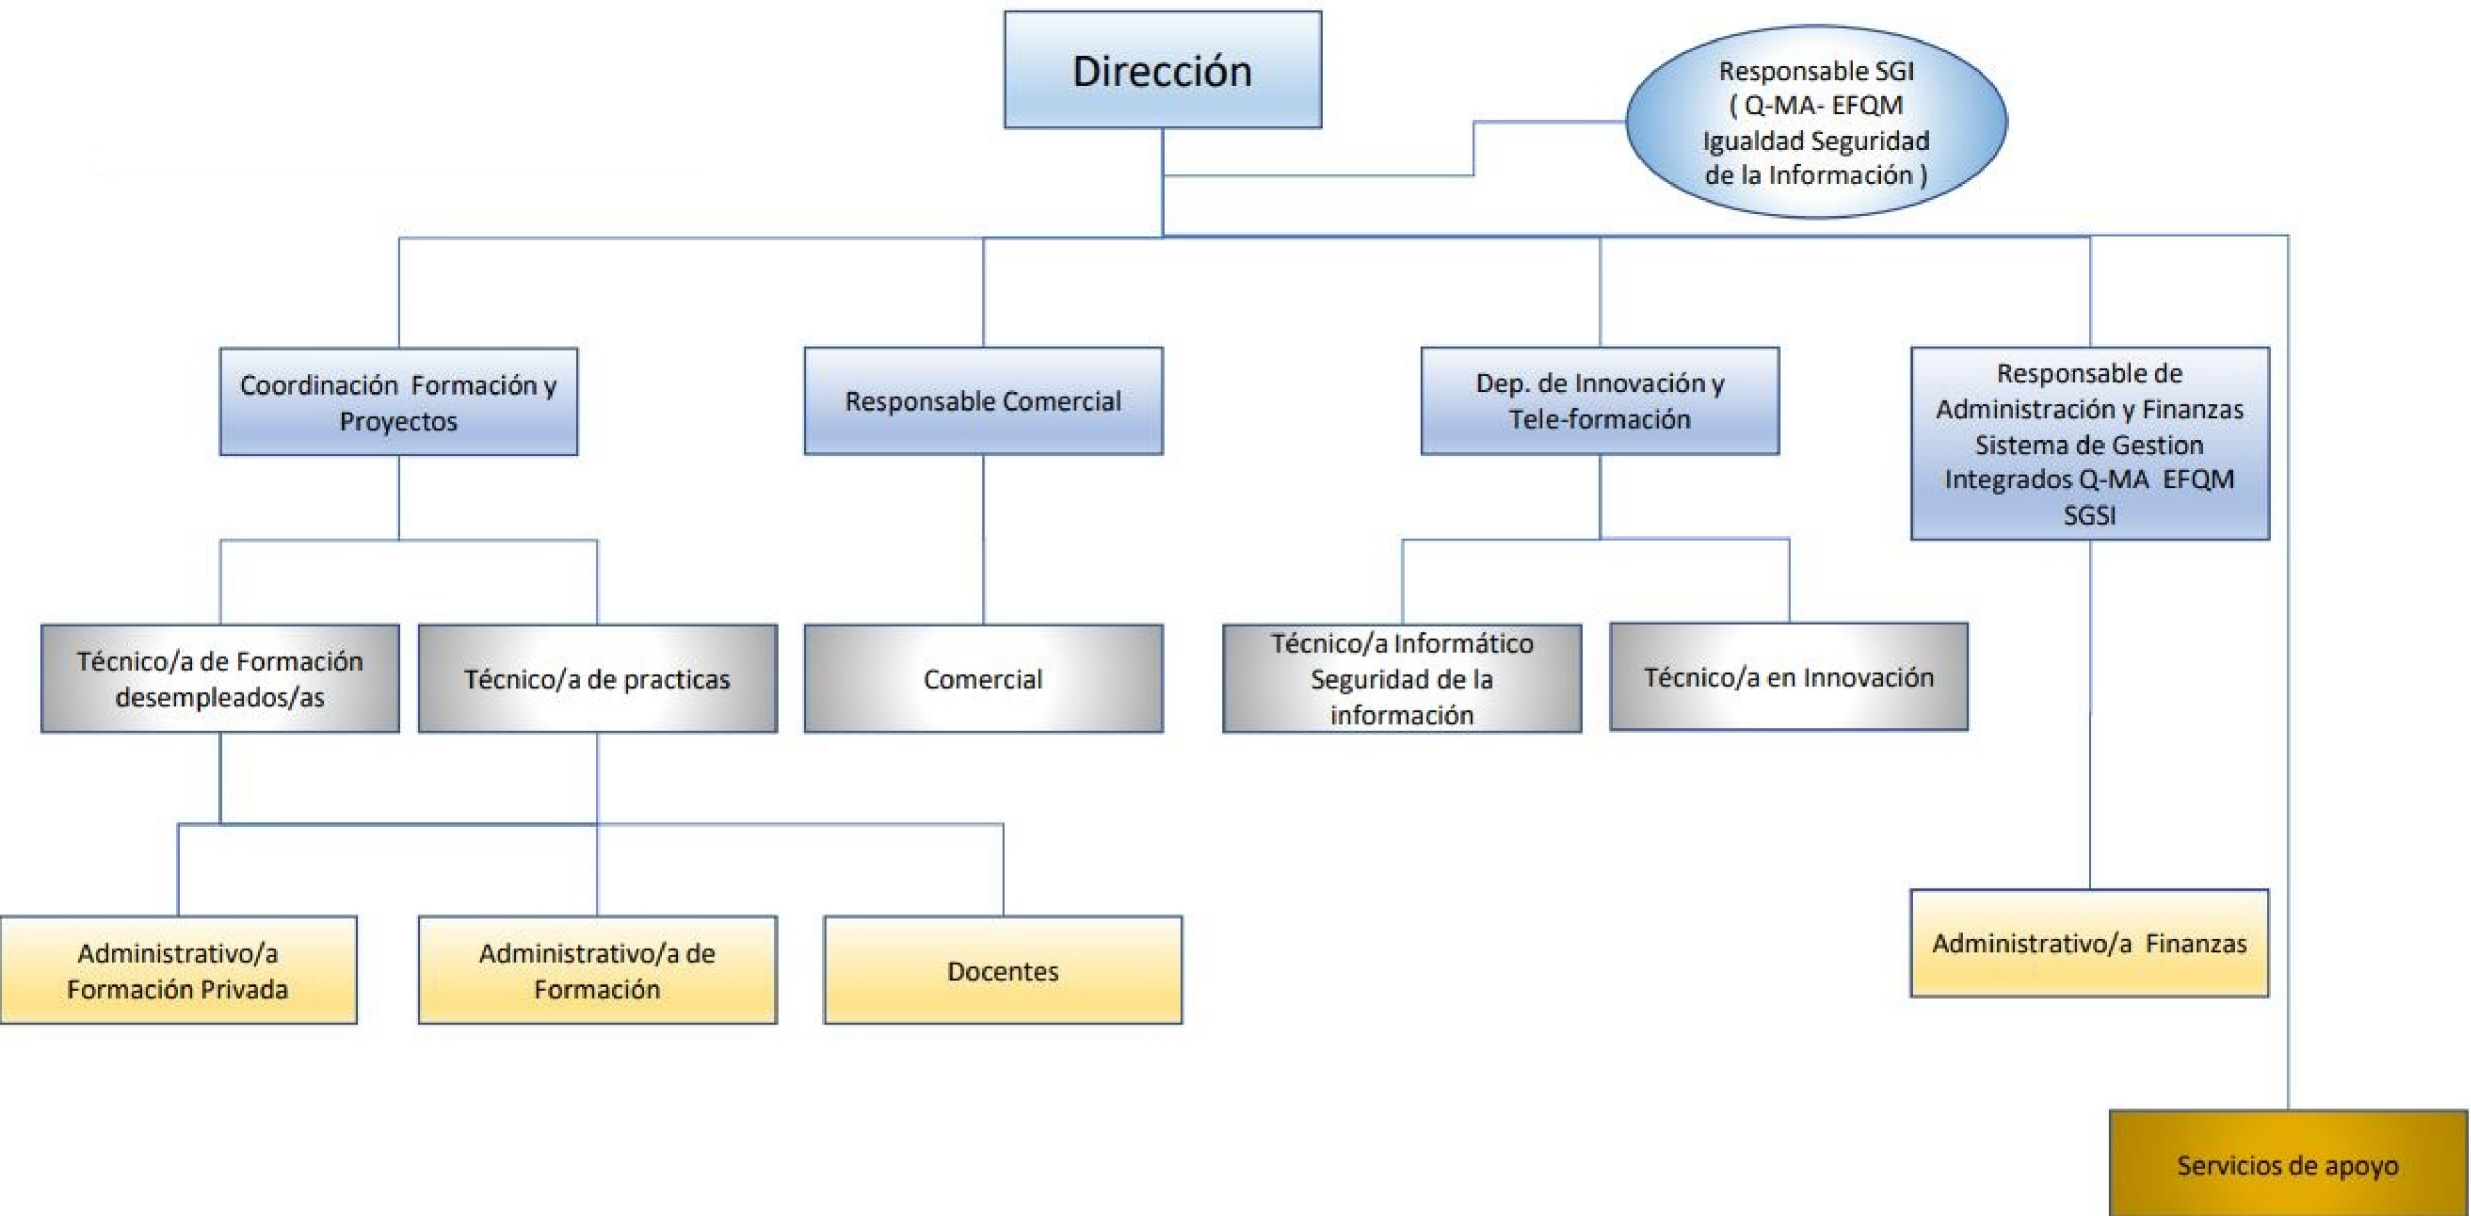 Dirección
Responsable SGI
( Q-MA- EFQM
Igualdad Seguridad
de la Información )
Coordinación  Formación y
Proyectos
Responsable Comercial
Dep. de Innovación y
Tele-formación
Responsable de
Administración y Finanzas
Sistema de Gestion
Integrados Q-MA  EFQM
SGSI
Técnico/a de Formación
desempleados/as
Técnico/a de practicas
Comercial
Técnico/a Informático
Seguridad de la
información
Técnico/a en Innovación
Administrativo/a
Formación Privada
Administrativo/a de
Formación
Docentes
Administrativo/a  Finanzas
Servicios de apoyo